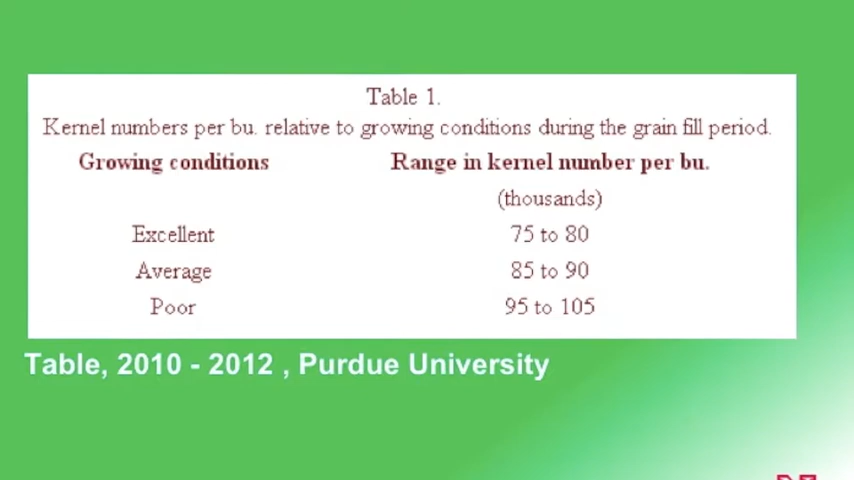 Table 1.
Kernel numbers per bu. relative to growing conditions during the grain fill period.
Growing conditions Range in kernel number per bu.
(thousands)
Excellent 75 to 80
Average 85 to 90
Poor 95 to 105
Table, 2010 - 2012 , Purdue University